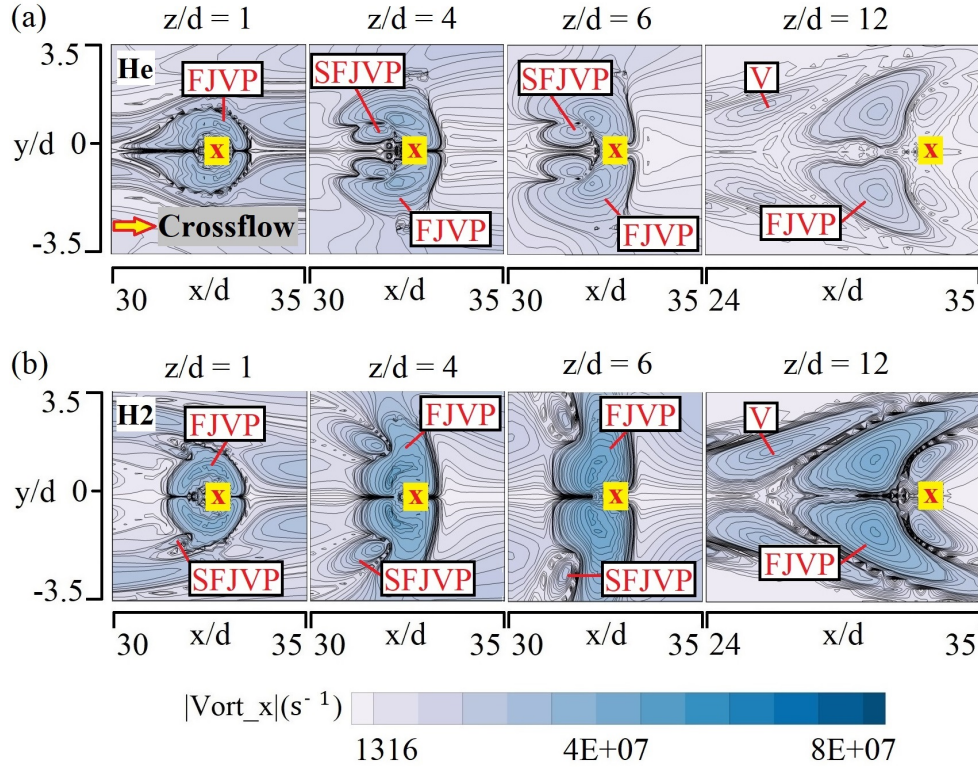 (a) z/d = 1 z/d = 4 z/d = 6 z/d = 12
3.5
He FJVP SFJVP SFJVP V
y/d 0 x x x x
Crossflow FJVP FJVP FJVP
-3.5
30 x/d 35 30 x/d 35 30 x/d 35 24 x/d 35
(b) z/d = 1 z/d = 4 z/d = 6 z/d = 12
3.5
H2 FJVP FJVP FJVP V
y/d 0 x x x x
SFJVP SFJVP SFJVP FJVP
-3.5
30 x/d 35 30 x/d 35 30 x/d 35 24 x/d 35
|Vort_x|(s⁻¹)
1316 4E+07 8E+07